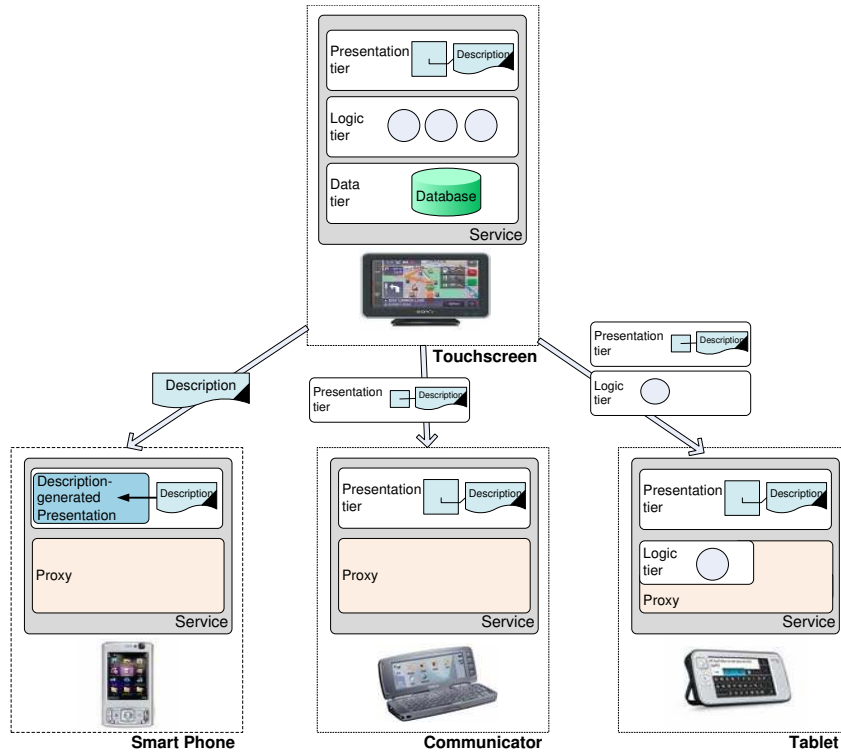 Presentation
tier
Description
Logic
tier
Data
tier
Database
Service
SONY
Touchscreen
Description
Presentation
tier
Description
Presentation
tier
Description
Logic
tier
Description-
generated
Presentation
Description
Proxy
Service
Smart Phone
Presentation
tier
Description
Proxy
Service
Communicator
Presentation
tier
Description
Logic
tier
Proxy
Service
Tablet